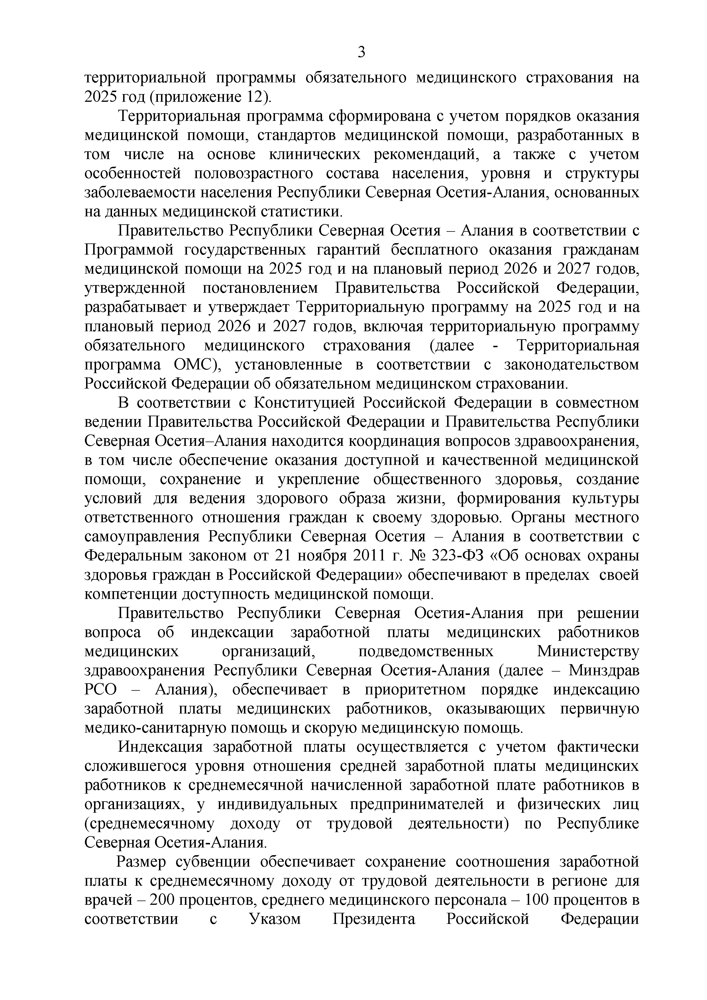 3
территориальной программы обязательного медицинского страхования на
2025 год (приложение 12).
Территориальная программа сформирована с учетом порядков оказания
медицинской помощи, стандартов медицинской помощи, разработанных в
том числе на основе клинических рекомендаций, а также с учетом
особенностей половозрастного состава населения, уровня и структуры
заболеваемости населения Республики Северная Осетия-Алания, основанных
на данных медицинской статистики.
Правительство Республики Северная Осетия – Алания в соответствии с
Программой государственных гарантий бесплатного оказания гражданам
медицинской помощи на 2025 год и на плановый период 2026 и 2027 годов,
утвержденной постановлением Правительства Российской Федерации,
разрабатывает и утверждает Территориальную программу на 2025 год и на
плановый период 2026 и 2027 годов, включая территориальную программу
обязательного медицинского страхования (далее - Территориальная
программа ОМС), установленные в соответствии с законодательством
Российской Федерации об обязательном медицинском страховании.
В соответствии с Конституцией Российской Федерации в совместном
ведении Правительства Российской Федерации и Правительства Республики
Северная Осетия–Алания находится координация вопросов здравоохранения,
в том числе обеспечение оказания доступной и качественной медицинской
помощи, сохранение и укрепление общественного здоровья, создание
условий для ведения здорового образа жизни, формирования культуры
ответственного отношения граждан к своему здоровью. Органы местного
самоуправления Республики Северная Осетия – Алания в соответствии с
Федеральным законом от 21 ноября 2011 г. № 323-ФЗ «Об основах охраны
здоровья граждан в Российской Федерации» обеспечивают в пределах своей
компетенции доступность медицинской помощи.
Правительство Республики Северная Осетия-Алания при решении
вопроса об индексации заработной платы медицинских работников
медицинских организаций, подведомственных Министерству
здравоохранения Республики Северная Осетия-Алания (далее – Минздрав
РСО – Алания), обеспечивает в приоритетном порядке индексацию
заработной платы медицинских работников, оказывающих первичную
медико-санитарную помощь и скорую медицинскую помощь.
Индексация заработной платы осуществляется с учетом фактически
сложившегося уровня отношения средней заработной платы медицинских
работников к среднемесячной начисленной заработной плате работников в
организациях, у индивидуальных предпринимателей и физических лиц
(среднемесячному доходу от трудовой деятельности) по Республике
Северная Осетия-Алания.
Размер субвенции обеспечивает сохранение соотношения заработной
платы к среднемесячному доходу от трудовой деятельности в регионе для
врачей – 200 процентов, среднего медицинского персонала – 100 процентов в
соответствии с Указом Президента Российской Федерации